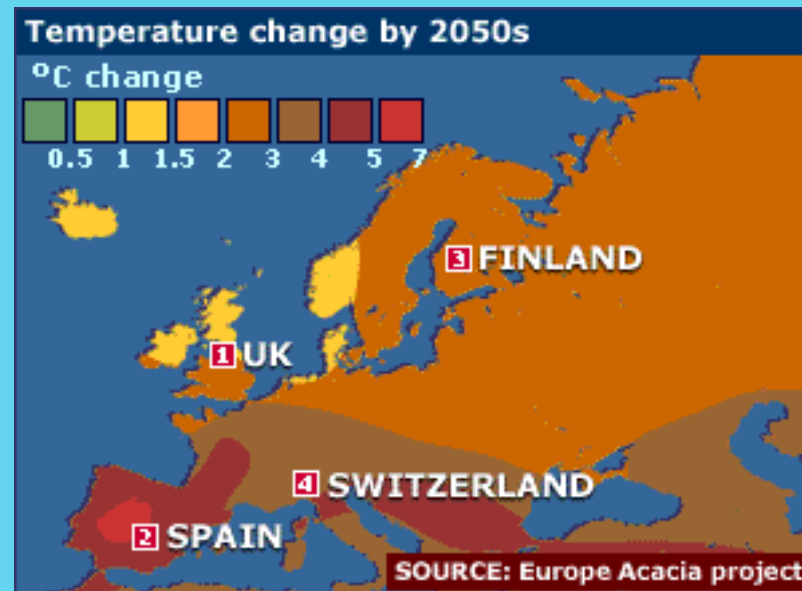 Temperature change by 2050s
ºC change
0.5 1 1.5 2 3 4 5 7
3 FINLAND
1 UK
4 SWITZERLAND
2 SPAIN
SOURCE: Europe Acacia project